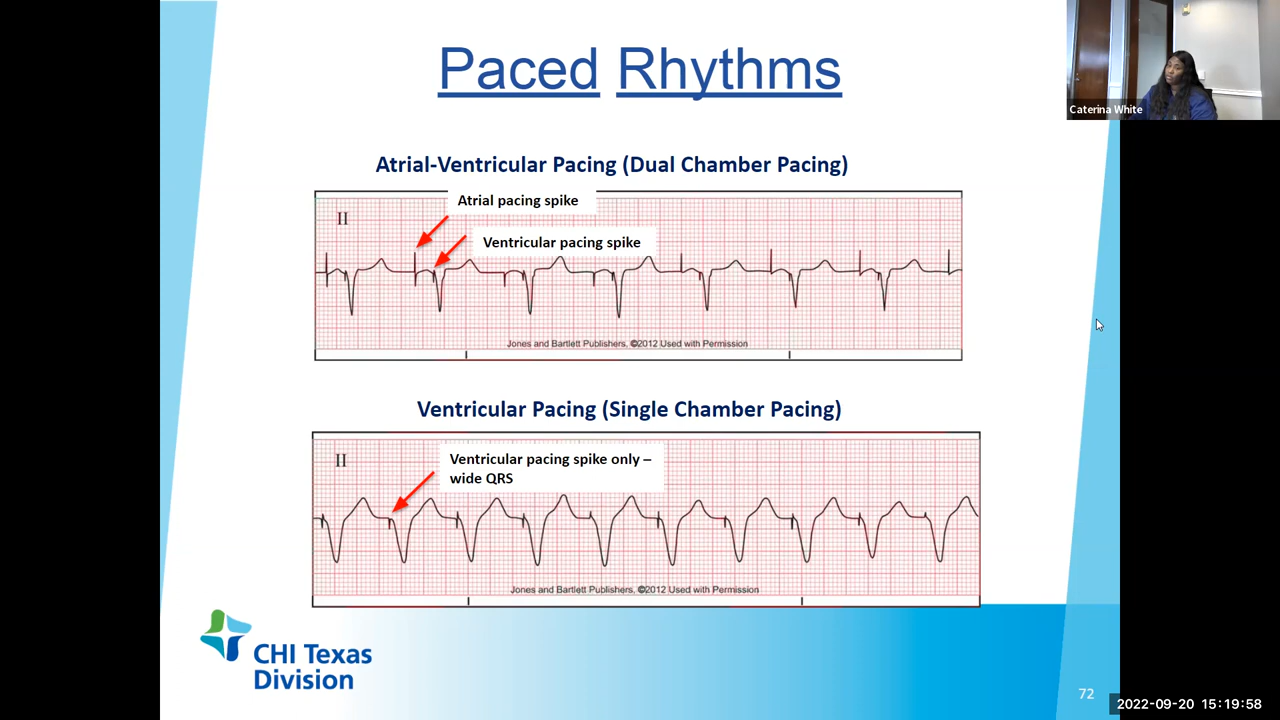 Paced Rhythms
Caterina White
Atrial-Ventricular Pacing (Dual Chamber Pacing)
Atrial pacing spike
II
Ventricular pacing spike
Jones and Bartlett Publishers, ©2012 Used with Permission
Ventricular Pacing (Single Chamber Pacing)
Ventricular pacing spike only –
wide QRS
II
Jones and Bartlett Publishers, ©2012 Used with Permission
CHI Texas
Division
72
2022-09-20 15:19:58